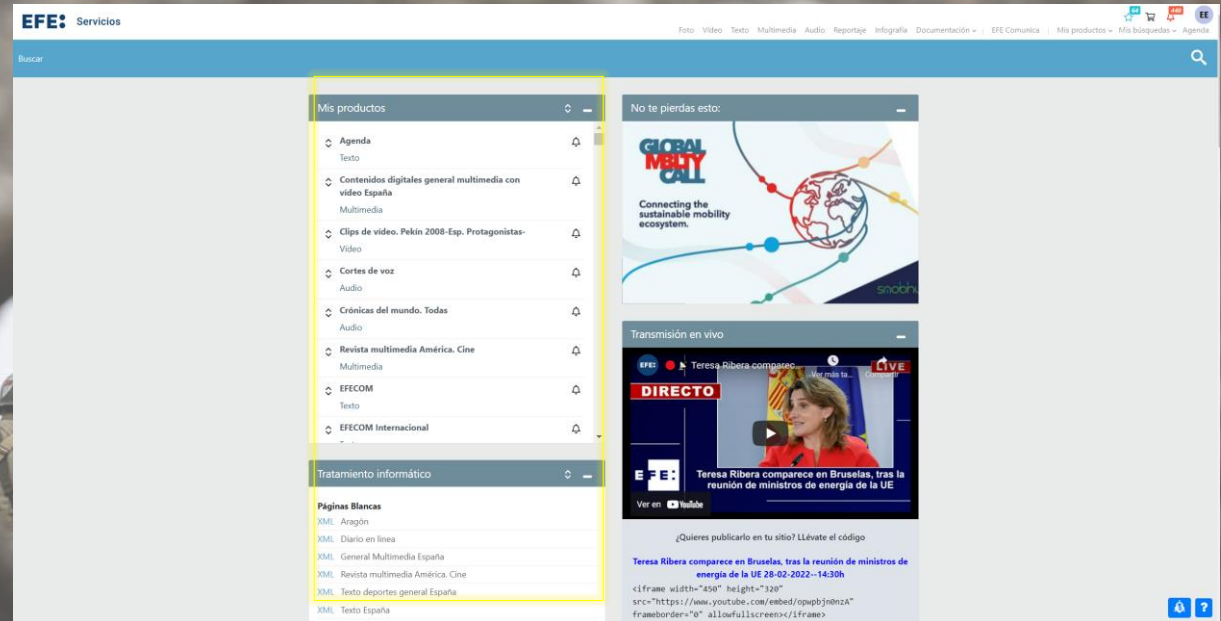 EFE: Servicios
64
449
EE
Foto Vídeo Texto Multimedia Audio Reportaje Infografía Documentación | EFE Comunica | Mis productos Mis búsquedas Agenda
Buscar
Mis productos
Agenda
Texto
Contenidos digitales general multimedia con
vídeo España
Multimedia
Clips de vídeo. Pekín 2008-Esp. Protagonistas-
Vídeo
Cortes de voz
Audio
Crónicas del mundo. Todas
Audio
Revista multimedia América. Cine
Multimedia
EFECOM
Texto
EFECOM Internacional
Tratamiento informático
Páginas Blancas
XML Aragón
XML Diario en línea
XML General Multimedia España
XML Revista multimedia América. Cine
XML Texto deportes general España
XML Texto España
No te pierdas esto:
GLOBAL
MBLTY
CALL
Connecting the
sustainable mobility
ecosystem.
Transmisión en vivo
EFE: Teresa Ribera comparec...
Ver más ta... Compartir
LIVE
DIRECTO
EFE:
Teresa Ribera comparece en Bruselas, tras la
reunión de ministros de energía de la UE
Ver en YouTube
¿Quieres publicarlo en tu sitio? LLévate el código
Teresa Ribera comparece en Bruselas, tras la reunión de ministros de
energía de la UE 28-02-2022--14:30h
<iframe width="450" height="320"
src="https://www.youtube.com/embed/opwpbjn0nzA"
frameborder="0" allowfullscreen></iframe>
?